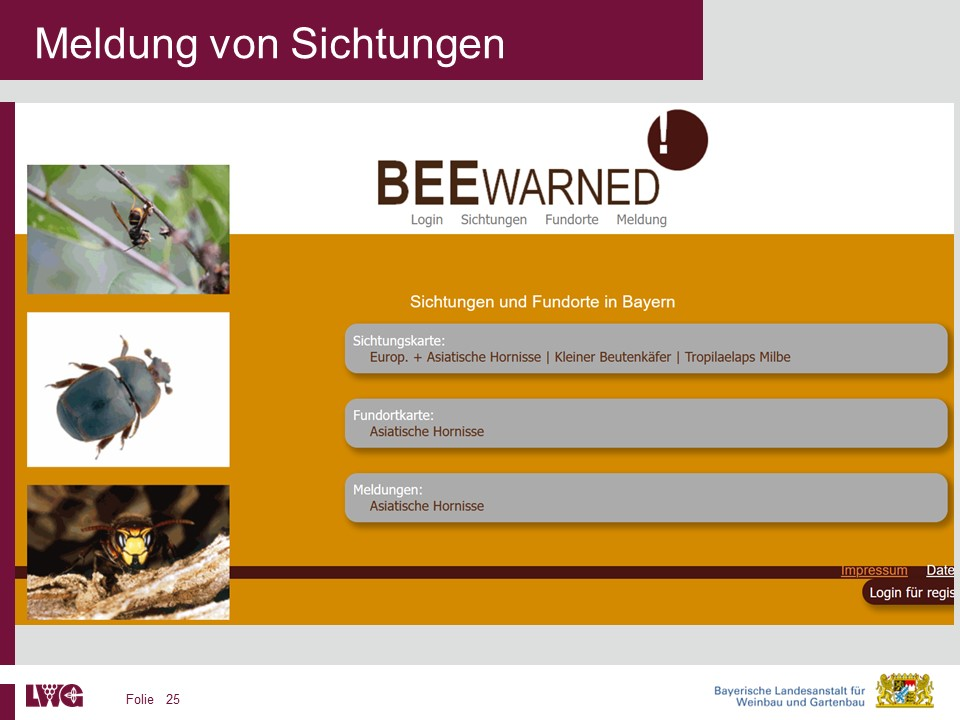 Meldung von Sichtungen
BEEWARNED!
Login Sichtungen Fundorte Meldung
Sichtungen und Fundorte in Bayern
Sichtungskarte:
Europ. + Asiatische Hornisse | Kleiner Beutenkäfer | Tropilaelaps Milbe
Fundortkarte:
Asiatische Hornisse
Meldungen:
Asiatische Hornisse
Impressum Date
Login für regis
LWG
Folie 25
Bayerische Landesanstalt für
Weinbau und Gartenbau